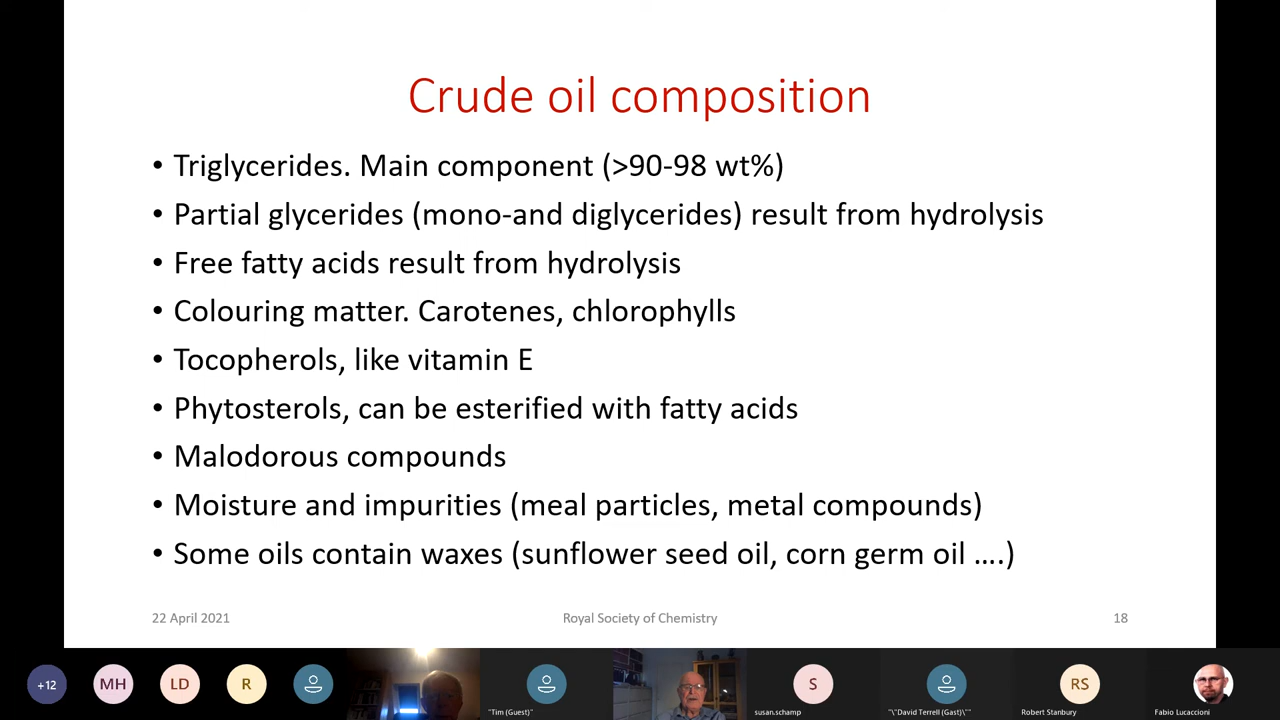 Crude oil composition
• Triglycerides. Main component (>90-98 wt%)
• Partial glycerides (mono-and diglycerides) result from hydrolysis
• Free fatty acids result from hydrolysis
• Colouring matter. Carotenes, chlorophylls
• Tocopherols, like vitamin E
• Phytosterols, can be esterified with fatty acids
• Malodorous compounds
• Moisture and impurities (meal particles, metal compounds)
• Some oils contain waxes (sunflower seed oil, corn germ oil ….)
22 April 2021 Royal Society of Chemistry 18
+12 MH LD R S RS
"Tim (Guest)" susan.schamp "\"David Terrell (Gast)\"" Robert Stanbury Fabio Lucaccioni